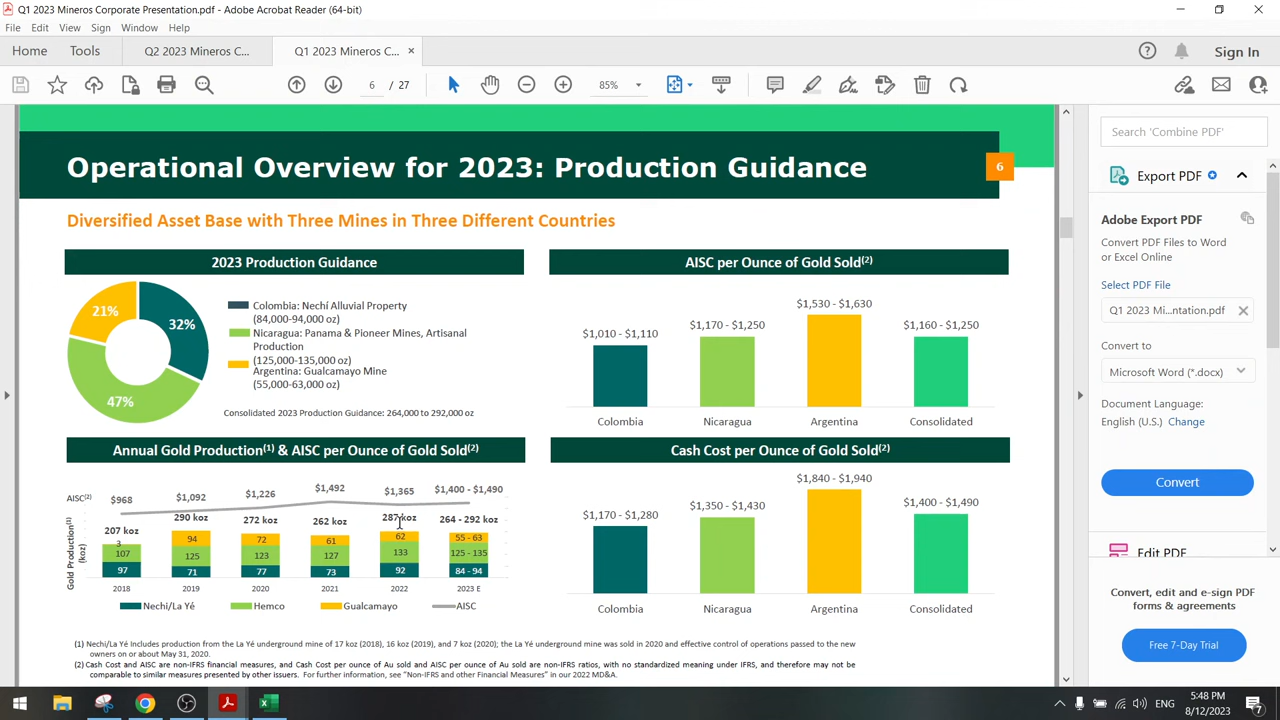 Q1 2023 Mineros Corporate Presentation.pdf - Adobe Acrobat Reader (64-bit)
File Edit View Sign Window Help
Home Tools Q2 2023 Mineros C... Q1 2023 Mineros C... × Sign In
6 / 27 85%
Operational Overview for 2023: Production Guidance
6
Diversified Asset Base with Three Mines in Three Different Countries
2023 Production Guidance
21%
32%
47%
Colombia: Nechí Alluvial Property
(84,000-94,000 oz)
Nicaragua: Panama & Pioneer Mines, Artisanal
Production
(125,000-135,000 oz)
Argentina: Gualcamayo Mine
(55,000-63,000 oz)
Consolidated 2023 Production Guidance: 264,000 to 292,000 oz
AISC per Ounce of Gold Sold(2)
$1,010 - $1,110 $1,170 - $1,250 $1,530 - $1,630 $1,160 - $1,250
Colombia Nicaragua Argentina Consolidated
Annual Gold Production(1) & AISC per Ounce of Gold Sold(2)
AISC(2) $968 $1,092 $1,226 $1,492 $1,365 $1,400 - $1,490
Gold Production(1)
(koz)
207 koz 290 koz 272 koz 262 koz 287 koz 264 - 292 koz
3 94 72 61 62 55 - 63
107 125 123 127 133 125 - 135
97 71 77 73 92 84 - 94
2018 2019 2020 2021 2022 2023 E
Nechi/La Yé Hemco Gualcamayo AISC
Cash Cost per Ounce of Gold Sold(2)
$1,170 - $1,280 $1,350 - $1,430 $1,840 - $1,940 $1,400 - $1,490
Colombia Nicaragua Argentina Consolidated
(1) Nechi/La Yé Includes production from the La Yé underground mine of 17 koz (2018), 16 koz (2019), and 7 koz (2020); the La Yé underground mine was sold in 2020 and effective control of operations passed to the new
owners on or about May 31, 2020.
(2) Cash Cost and AISC are non-IFRS financial measures, and Cash Cost per ounce of Au sold and AISC per ounce of Au sold are non-IFRS ratios, with no standardized meaning under IFRS, and therefore may not be
comparable to similar measures presented by other issuers. For further information, see "Non-IFRS and other Financial Measures" in our 2022 MD&A.
Search 'Combine PDF'
Export PDF
Adobe Export PDF
Convert PDF Files to Word
or Excel Online
Select PDF File
Q1 2023 Mi...ntation.pdf
Convert to
Microsoft Word (*.docx)
Document Language:
English (U.S.) Change
Convert
Edit PDF
Convert, edit and e-sign PDF
forms & agreements
Free 7-Day Trial
ENG
5:48 PM
8/12/2023
7